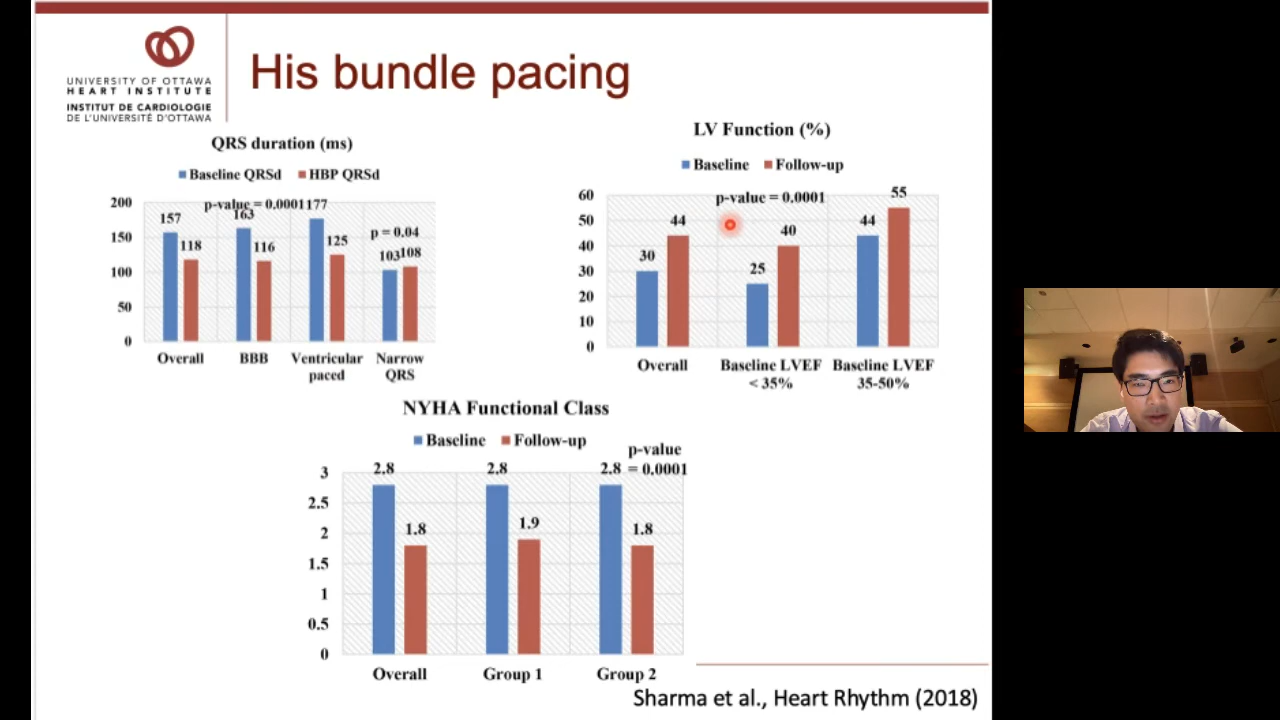 UNIVERSITY OF OTTAWA
HEART INSTITUTE
INSTITUT DE CARDIOLOGIE
DE L'UNIVERSITÉ D'OTTAWA
His bundle pacing
QRS duration (ms)
Baseline QRSd HBP QRSd
p-value = 0.0001
p = 0.04
200
150
100
50
0
157 118
163 116
177 125
103 108
Overall BBB Ventricular paced Narrow QRS
LV Function (%)
Baseline Follow-up
p-value = 0.0001
60
50
40
30
20
10
0
30 44
25 40
44 55
Overall Baseline LVEF < 35% Baseline LVEF 35-50%
NYHA Functional Class
Baseline Follow-up
p-value
= 0.0001
3
2.5
2
1.5
1
0.5
0
2.8 1.8
2.8 1.9
2.8 1.8
Overall Group 1 Group 2
Sharma et al., Heart Rhythm (2018)